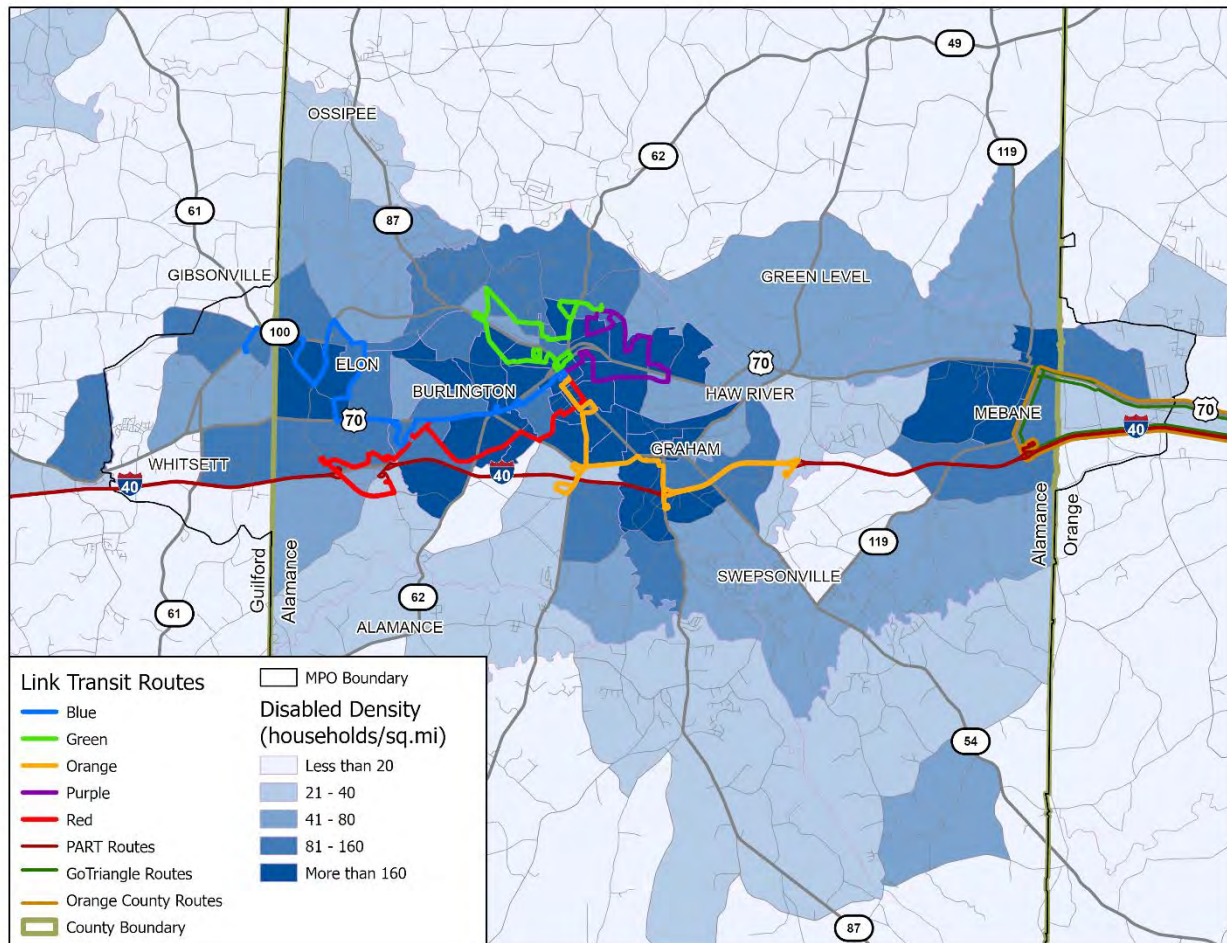 49
OSSIPEE
62
119
61
87
GIBSONVILLE
GREEN LEVEL
100
ELON
70
BURLINGTON
HAW RIVER
70
MEBANE
70
40
WHITSETT
GRAHAM
40
40
119
Guilford
Alamance
Alamance
Orange
SWEPSONVILLE
61
62
ALAMANCE
54
87
Link Transit Routes
Blue
Green
Orange
Purple
Red
PART Routes
GoTriangle Routes
Orange County Routes
County Boundary
MPO Boundary
Disabled Density
(households/sq.mi)
Less than 20
21 - 40
41 - 80
81 - 160
More than 160